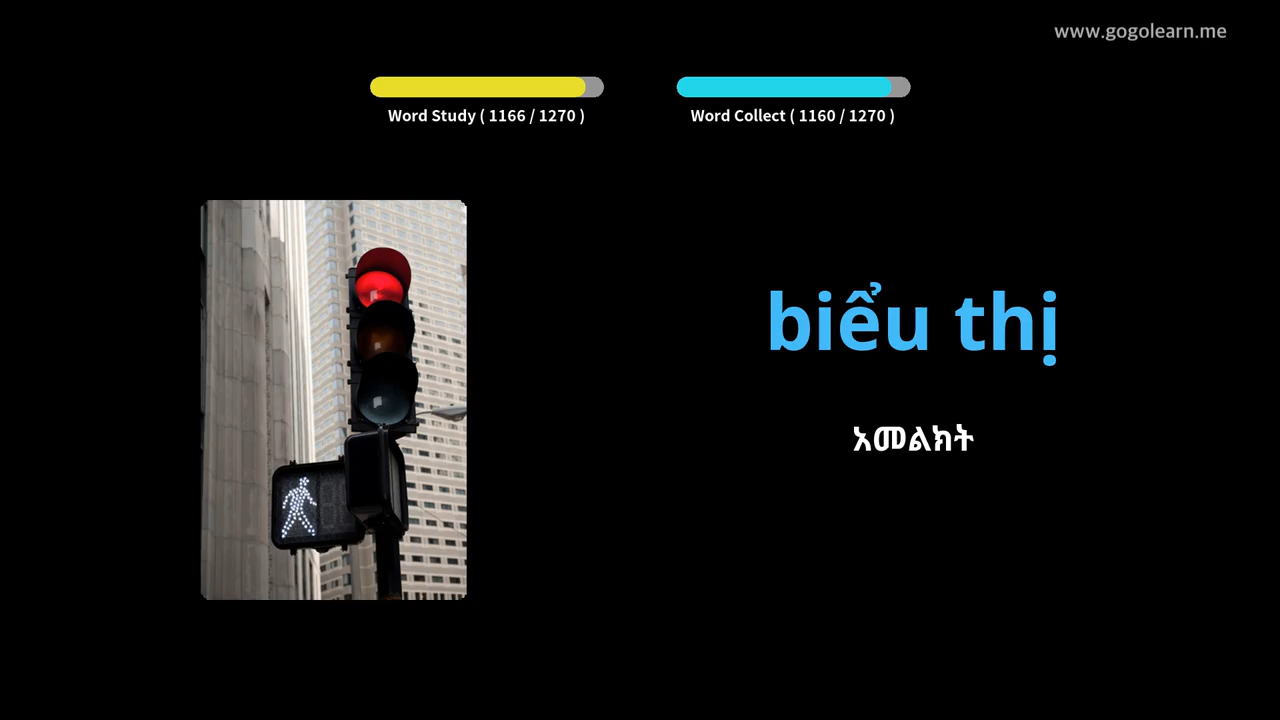 www.gogolearn.me
Word Study ( 1166 / 1270 )
Word Collect ( 1160 / 1270 )
biểu thị
አመልክት